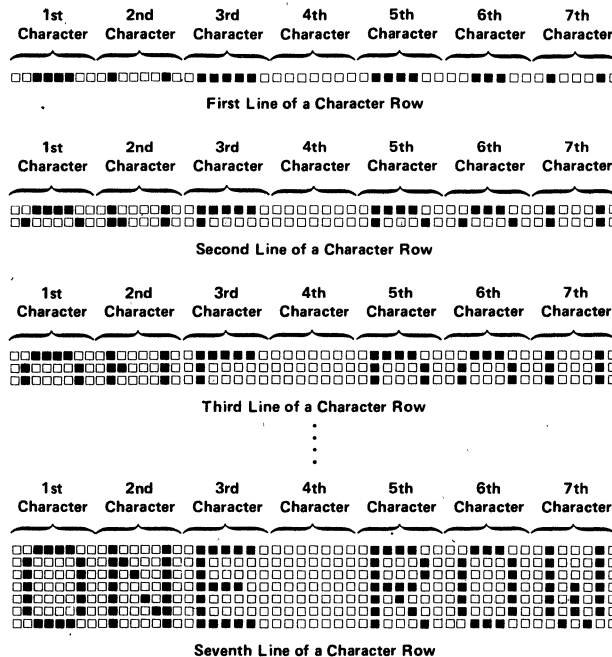 1st 2nd 3rd 4th 5th 6th 7th
Character Character Character Character Character Character Character
First Line of a Character Row
1st 2nd 3rd 4th 5th 6th 7th
Character Character Character Character Character Character Character
Second Line of a Character Row
1st 2nd 3rd 4th 5th 6th 7th
Character Character Character Character Character Character Character
Third Line of a Character Row
1st 2nd 3rd 4th 5th 6th 7th
Character Character Character Character Character Character Character
ONE ROW
Seventh Line of a Character Row